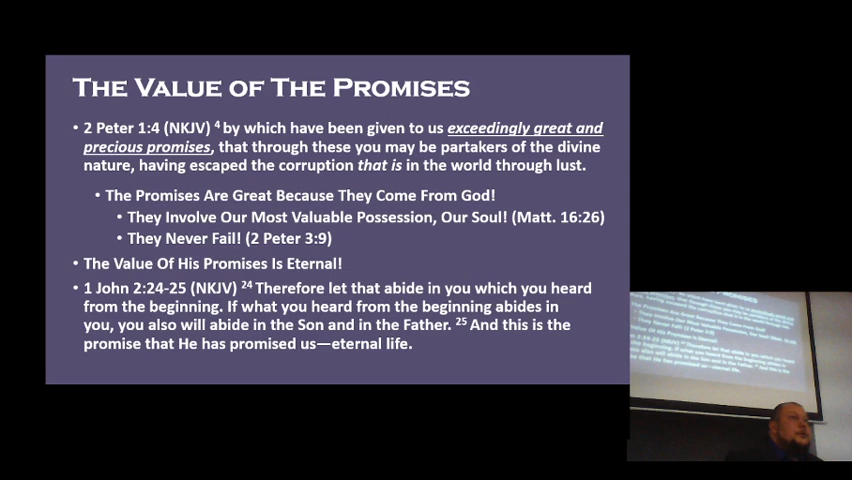 The Value of The Promises
• 2 Peter 1:4 (NKJV) 4 by which have been given to us exceedingly great and
precious promises, that through these you may be partakers of the divine
nature, having escaped the corruption that is in the world through lust.
• The Promises Are Great Because They Come From God!
• They Involve Our Most Valuable Possession, Our Soul! (Matt. 16:26)
• They Never Fail! (2 Peter 3:9)
• The Value Of His Promises Is Eternal!
• 1 John 2:24-25 (NKJV) 24 Therefore let that abide in you which you heard
from the beginning. If what you heard from the beginning abides in
you, you also will abide in the Son and in the Father. 25 And this is the
promise that He has promised us—eternal life.